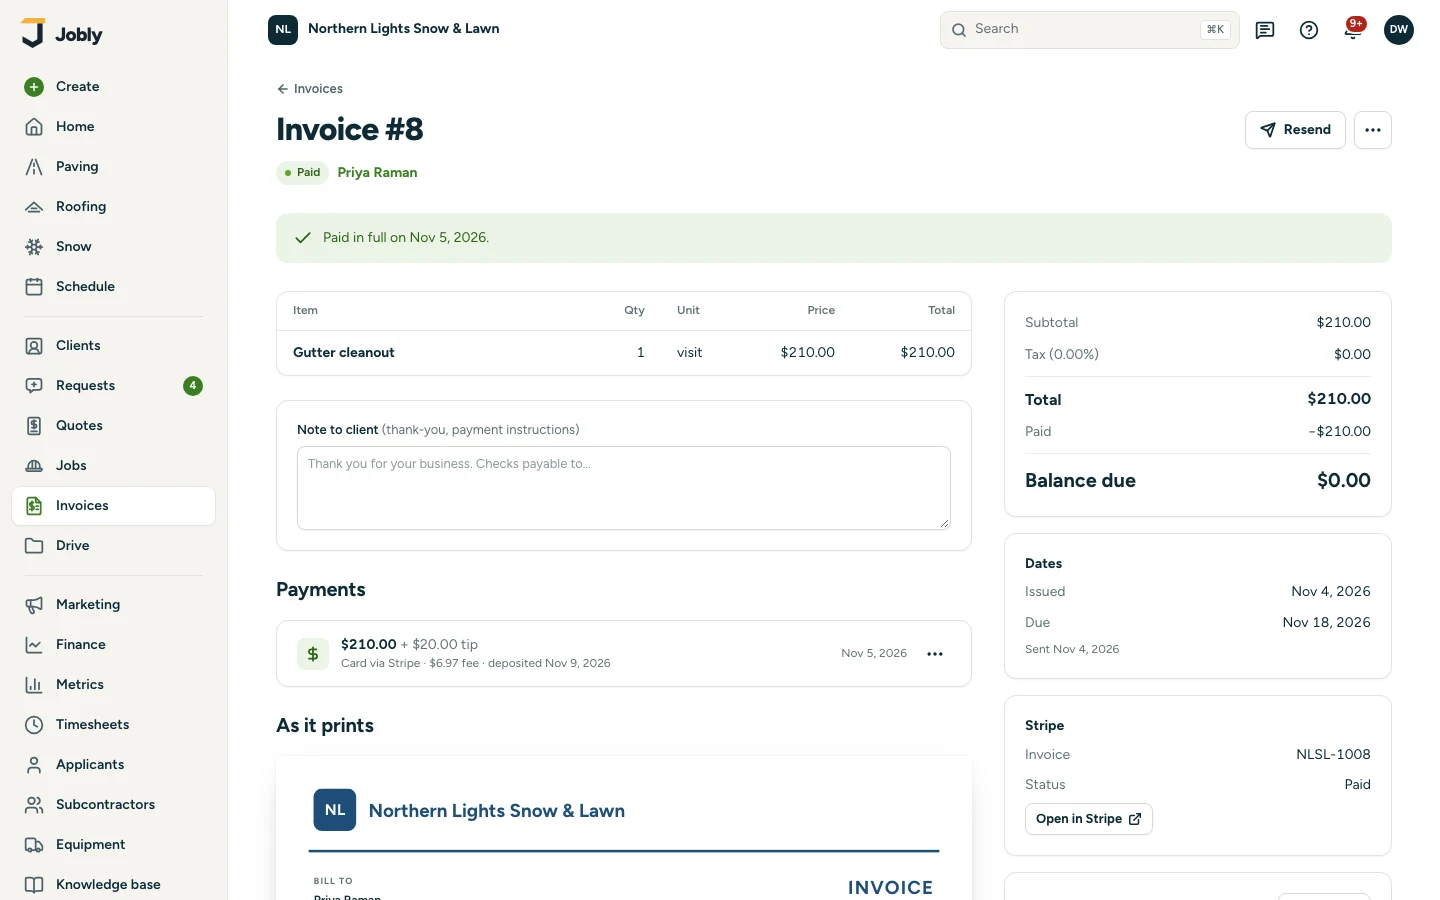 Jobly
Create
Home
Paving
Roofing
Snow
Schedule
Clients
Requests
4
Quotes
Jobs
Invoices
Drive
Marketing
Finance
Metrics
Timesheets
Applicants
Subcontractors
Equipment
Knowledge base
NL
Northern Lights Snow & Lawn
Search
⌘K
9+
DW
Invoices
Invoice #8
Resend
Paid
Priya Raman
Paid in full on Nov 5, 2026.
Item Qty Unit Price Total
Gutter cleanout 1 visit $210.00 $210.00
Note to client (thank-you, payment instructions)
Thank you for your business. Checks payable to...
Payments
$210.00 + $20.00 tip
Card via Stripe · $6.97 fee · deposited Nov 9, 2026
Nov 5, 2026
As it prints
NL
Northern Lights Snow & Lawn
BILL TO
Priya Raman
INVOICE
Subtotal $210.00
Tax (0.00%) $0.00
Total $210.00
Paid −$210.00
Balance due $0.00
Dates
Issued Nov 4, 2026
Due Nov 18, 2026
Sent Nov 4, 2026
Stripe
Invoice NLSL-1008
Status Paid
Open in Stripe